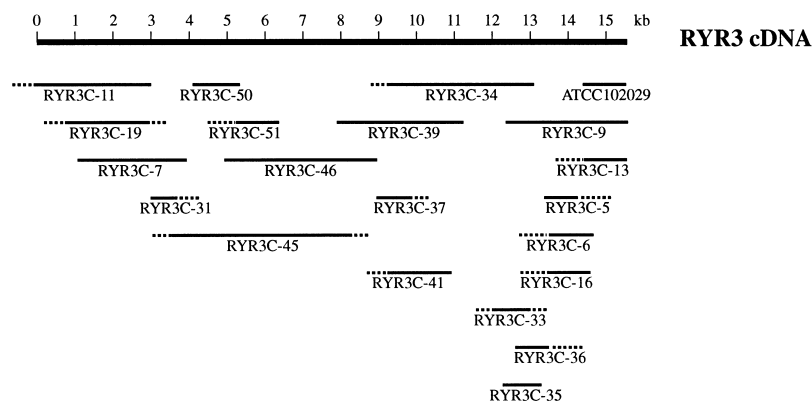 0 1 2 3 4 5 6 7 8 9 10 11 12 13 14 15 kb
RYR3 cDNA
RYR3C-11 RYR3C-50 RYR3C-34 ATCC102029
RYR3C-19 RYR3C-51 RYR3C-39 RYR3C-9
RYR3C-7 RYR3C-46 RYR3C-13
RYR3C-31 RYR3C-37 RYR3C-5
RYR3C-45 RYR3C-6
RYR3C-41 RYR3C-16
RYR3C-33
RYR3C-36
RYR3C-35